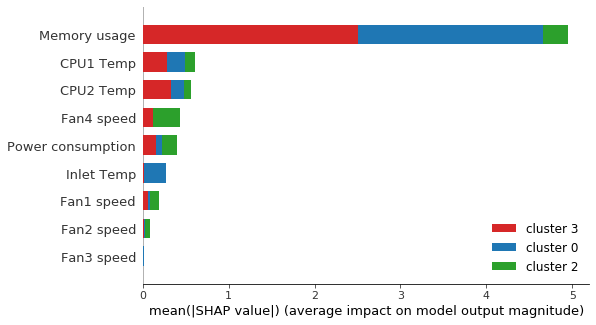 Memory usage
CPU1 Temp
CPU2 Temp
Fan4 speed
Power consumption
Inlet Temp
Fan1 speed
Fan2 speed
Fan3 speed
cluster 3
cluster 0
cluster 2
0 1 2 3 4 5
mean(|SHAP value|) (average impact on model output magnitude)